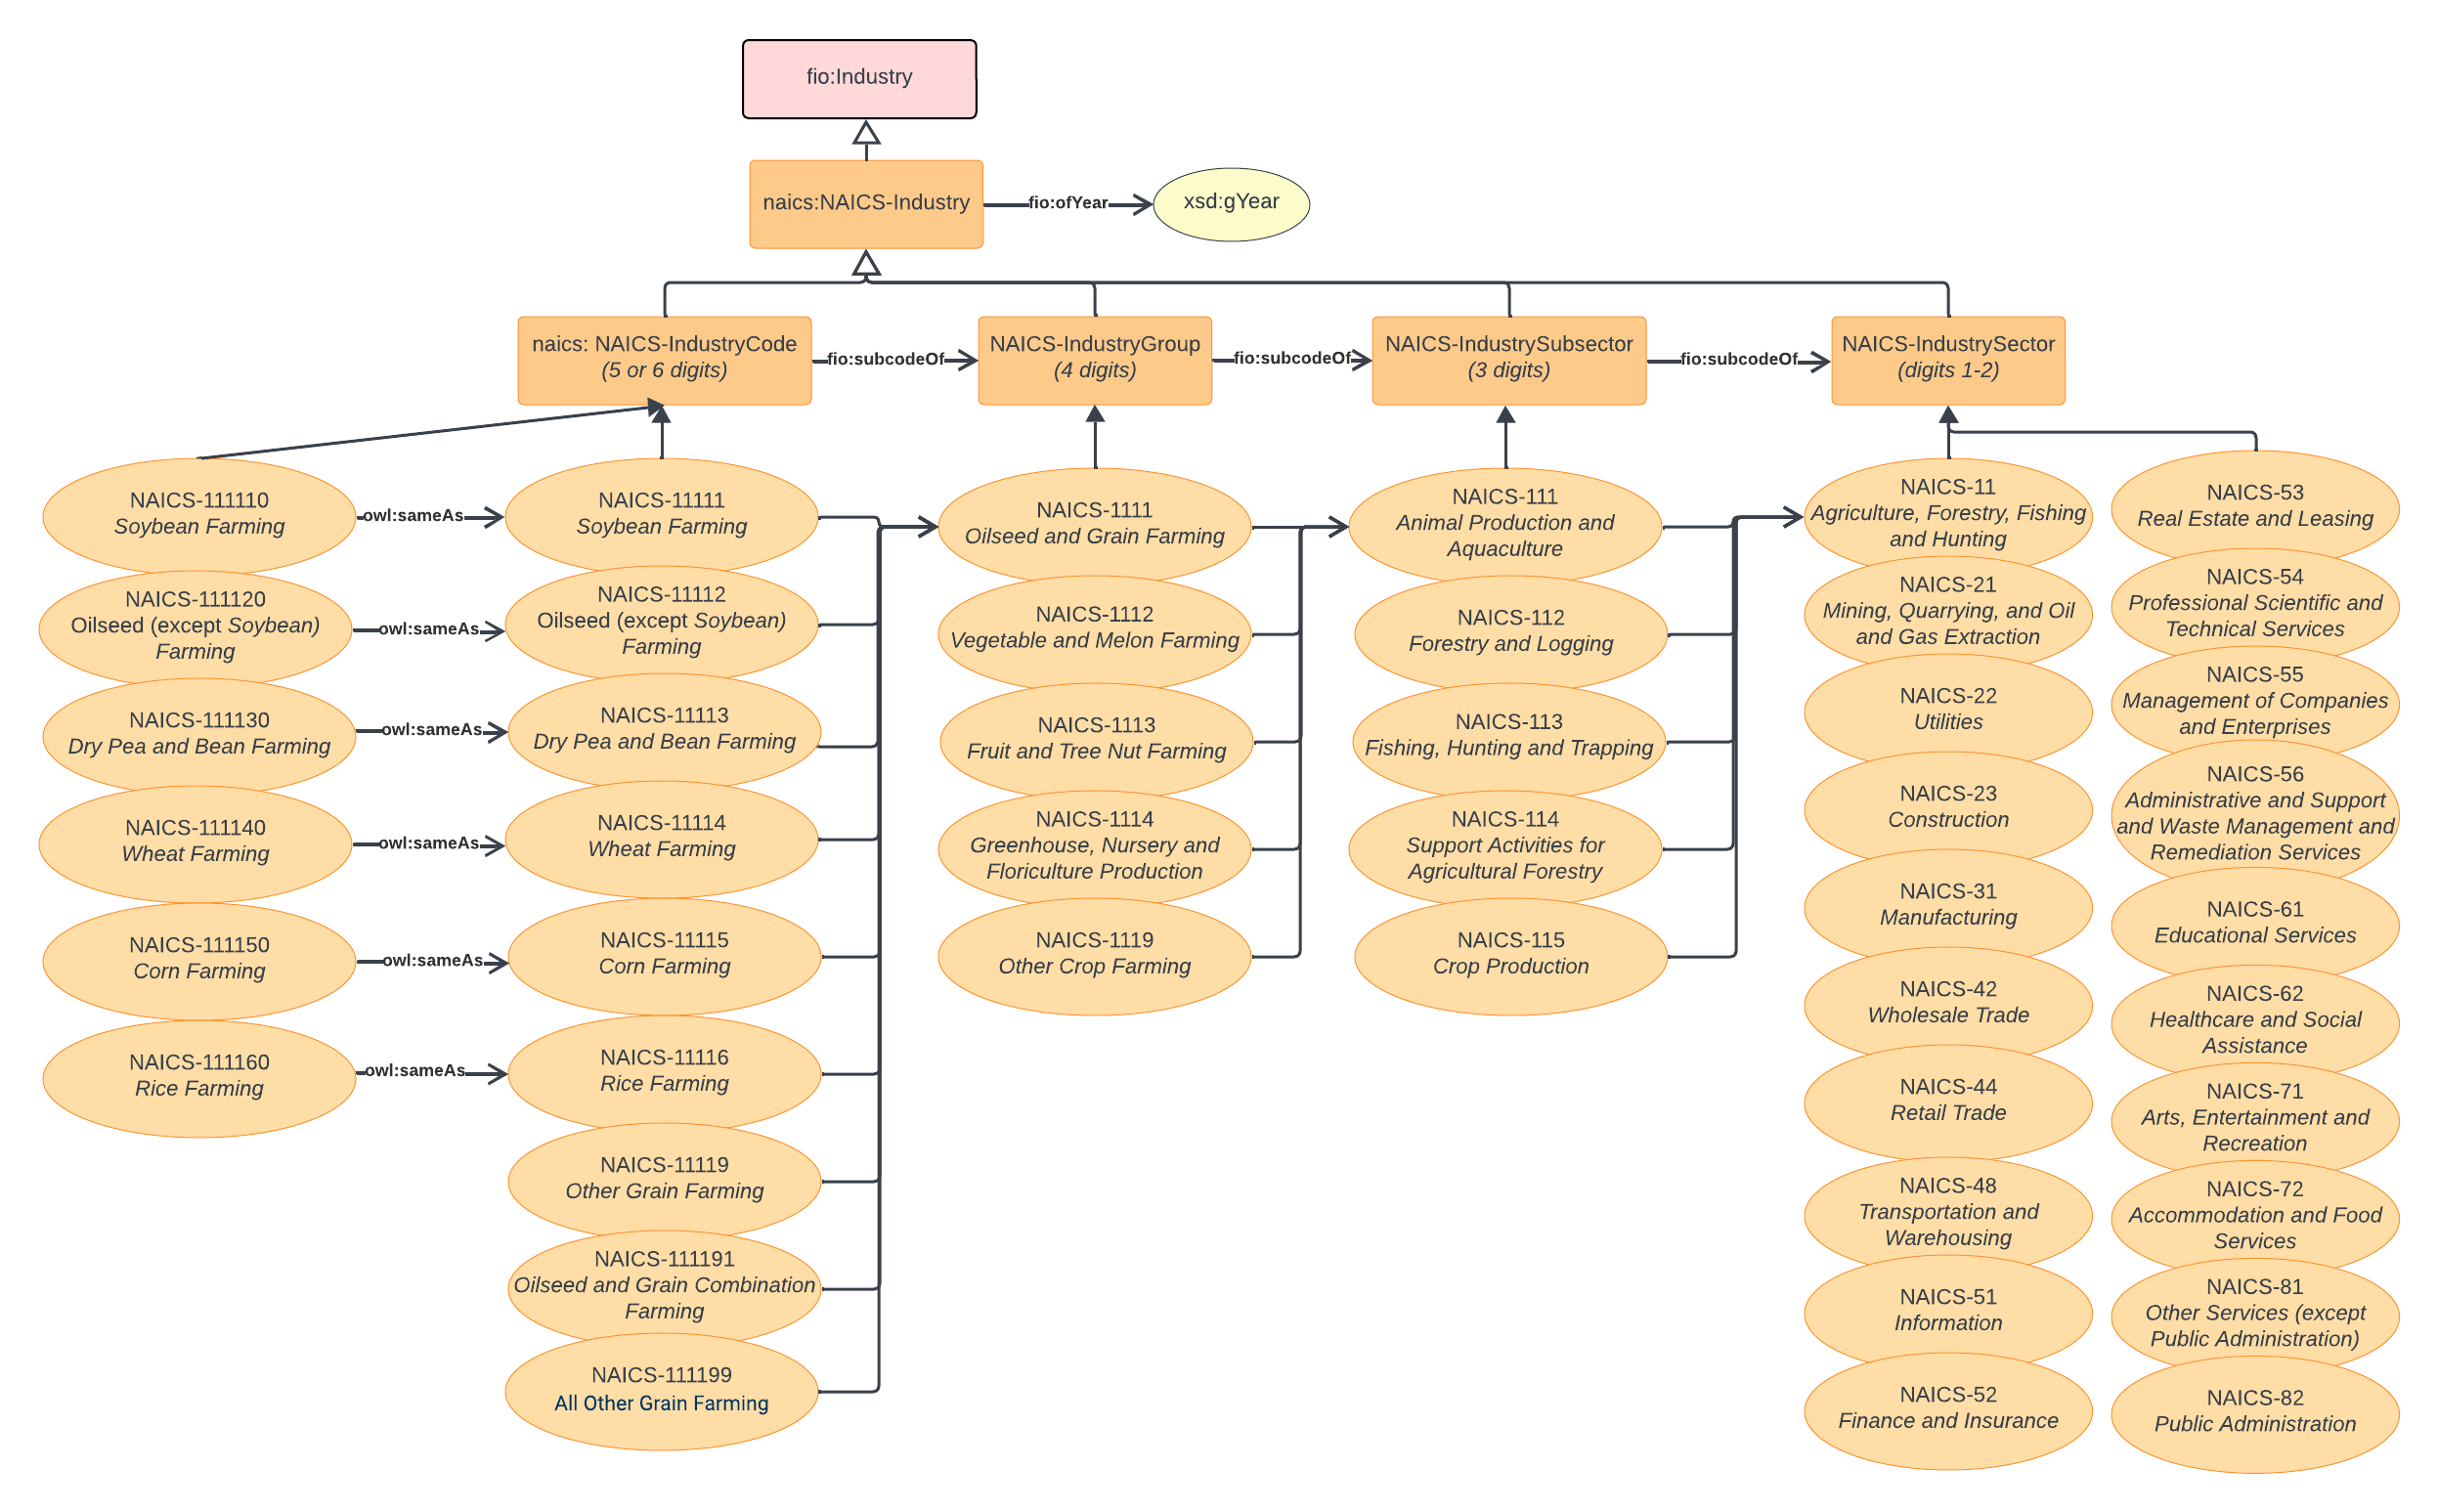 fio:Industry
naics:NAICS-Industry
fio:ofYear
xsd:gYear
naics: NAICS-IndustryCode
(5 or 6 digits)
fio:subcodeOf
NAICS-IndustryGroup
(4 digits)
fio:subcodeOf
NAICS-IndustrySubsector
(3 digits)
fio:subcodeOf
NAICS-IndustrySector
(digits 1-2)
NAICS-111110
Soybean Farming
owl:sameAs
NAICS-111120
Oilseed (except Soybean)
Farming
owl:sameAs
NAICS-111130
Dry Pea and Bean Farming
owl:sameAs
NAICS-111140
Wheat Farming
owl:sameAs
NAICS-111150
Corn Farming
owl:sameAs
NAICS-111160
Rice Farming
owl:sameAs
NAICS-11111
Soybean Farming
NAICS-11112
Oilseed (except Soybean)
Farming
NAICS-11113
Dry Pea and Bean Farming
NAICS-11114
Wheat Farming
NAICS-11115
Corn Farming
NAICS-11116
Rice Farming
NAICS-11119
Other Grain Farming
NAICS-111191
Oilseed and Grain Combination
Farming
NAICS-111199
All Other Grain Farming
NAICS-1111
Oilseed and Grain Farming
NAICS-1112
Vegetable and Melon Farming
NAICS-1113
Fruit and Tree Nut Farming
NAICS-1114
Greenhouse, Nursery and
Floriculture Production
NAICS-1119
Other Crop Farming
NAICS-111
Animal Production and
Aquaculture
NAICS-112
Forestry and Logging
NAICS-113
Fishing, Hunting and Trapping
NAICS-114
Support Activities for
Agricultural Forestry
NAICS-115
Crop Production
NAICS-11
Agriculture, Forestry, Fishing
and Hunting
NAICS-21
Mining, Quarrying, and Oil
and Gas Extraction
NAICS-22
Utilities
NAICS-23
Construction
NAICS-31
Manufacturing
NAICS-42
Wholesale Trade
NAICS-44
Retail Trade
NAICS-48
Transportation and
Warehousing
NAICS-51
Information
NAICS-52
Finance and Insurance
NAICS-53
Real Estate and Leasing
NAICS-54
Professional Scientific and
Technical Services
NAICS-55
Management of Companies
and Enterprises
NAICS-56
Administrative and Support
and Waste Management and
Remediation Services
NAICS-61
Educational Services
NAICS-62
Healthcare and Social
Assistance
NAICS-71
Arts, Entertainment and
Recreation
NAICS-72
Accommodation and Food
Services
NAICS-81
Other Services (except
Public Administration)
NAICS-82
Public Administration